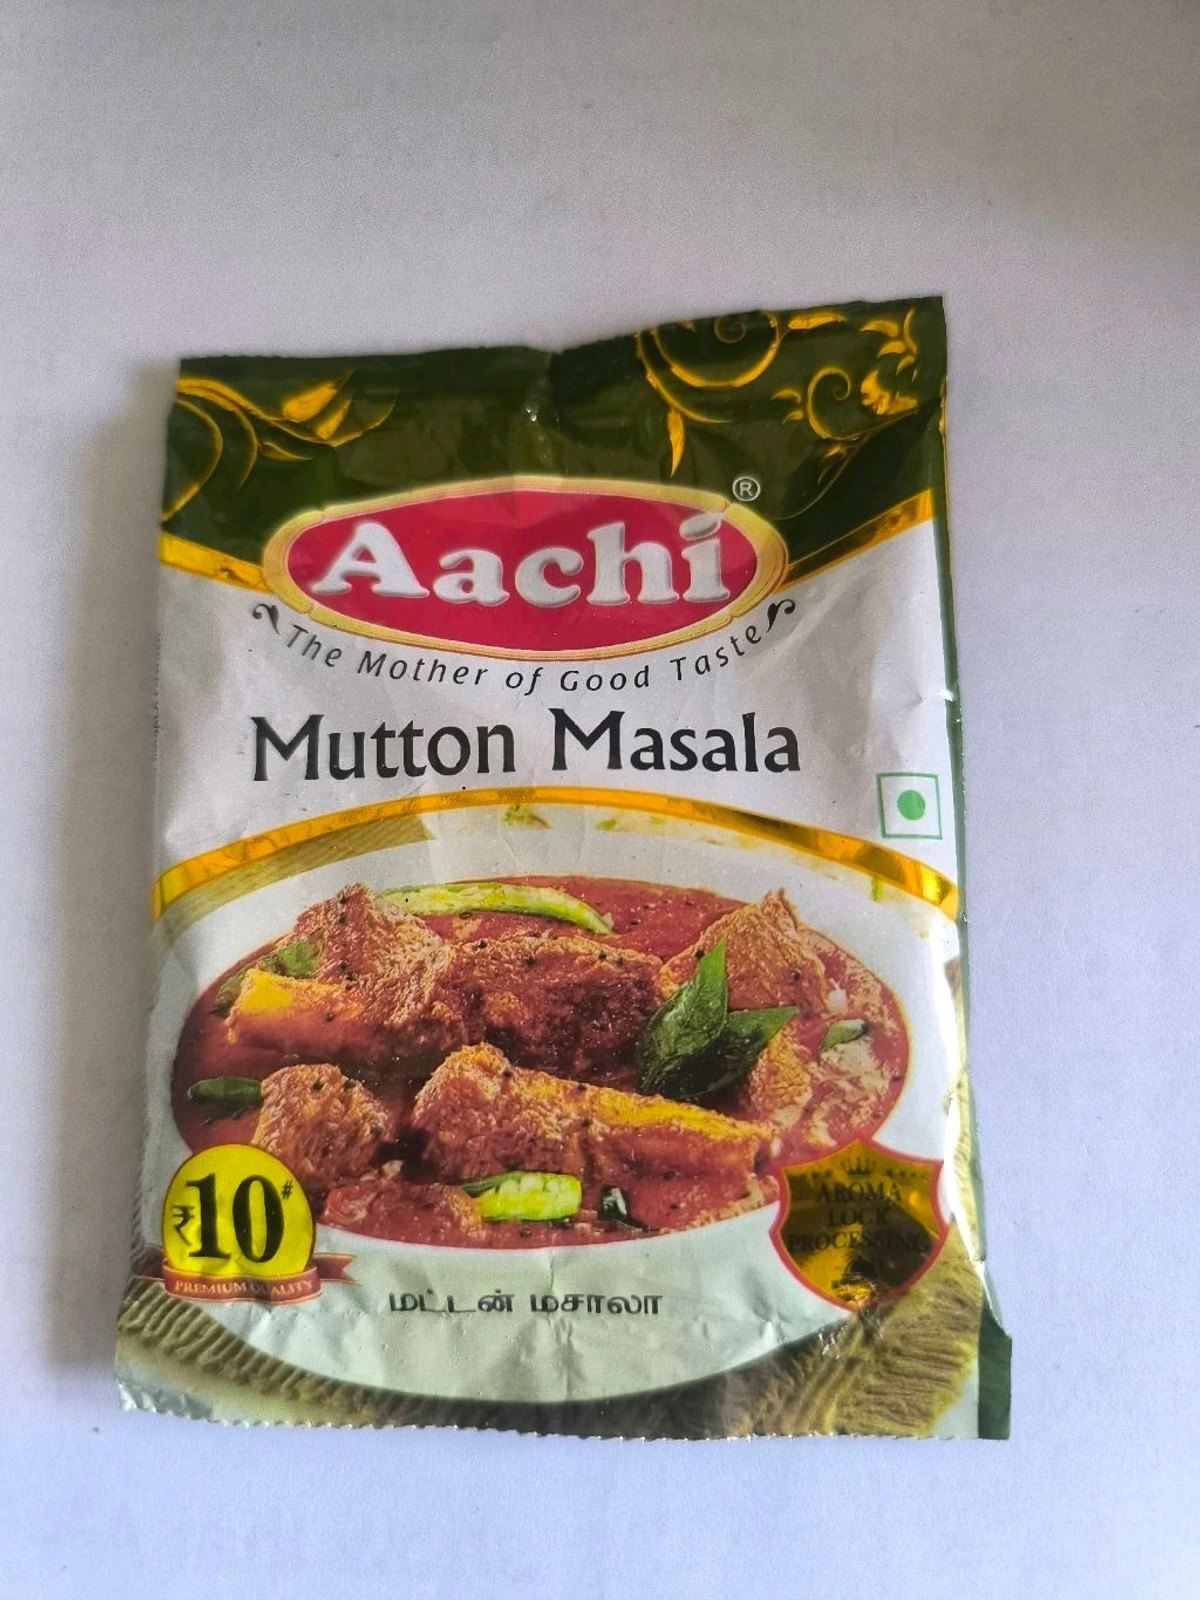 Aachi ®
The Mother of Good Taste
Mutton Masala
₹10#
PREMIUM QUALITY
AROMA
LOCK
PROCESSING
மட்டன் மசாலா